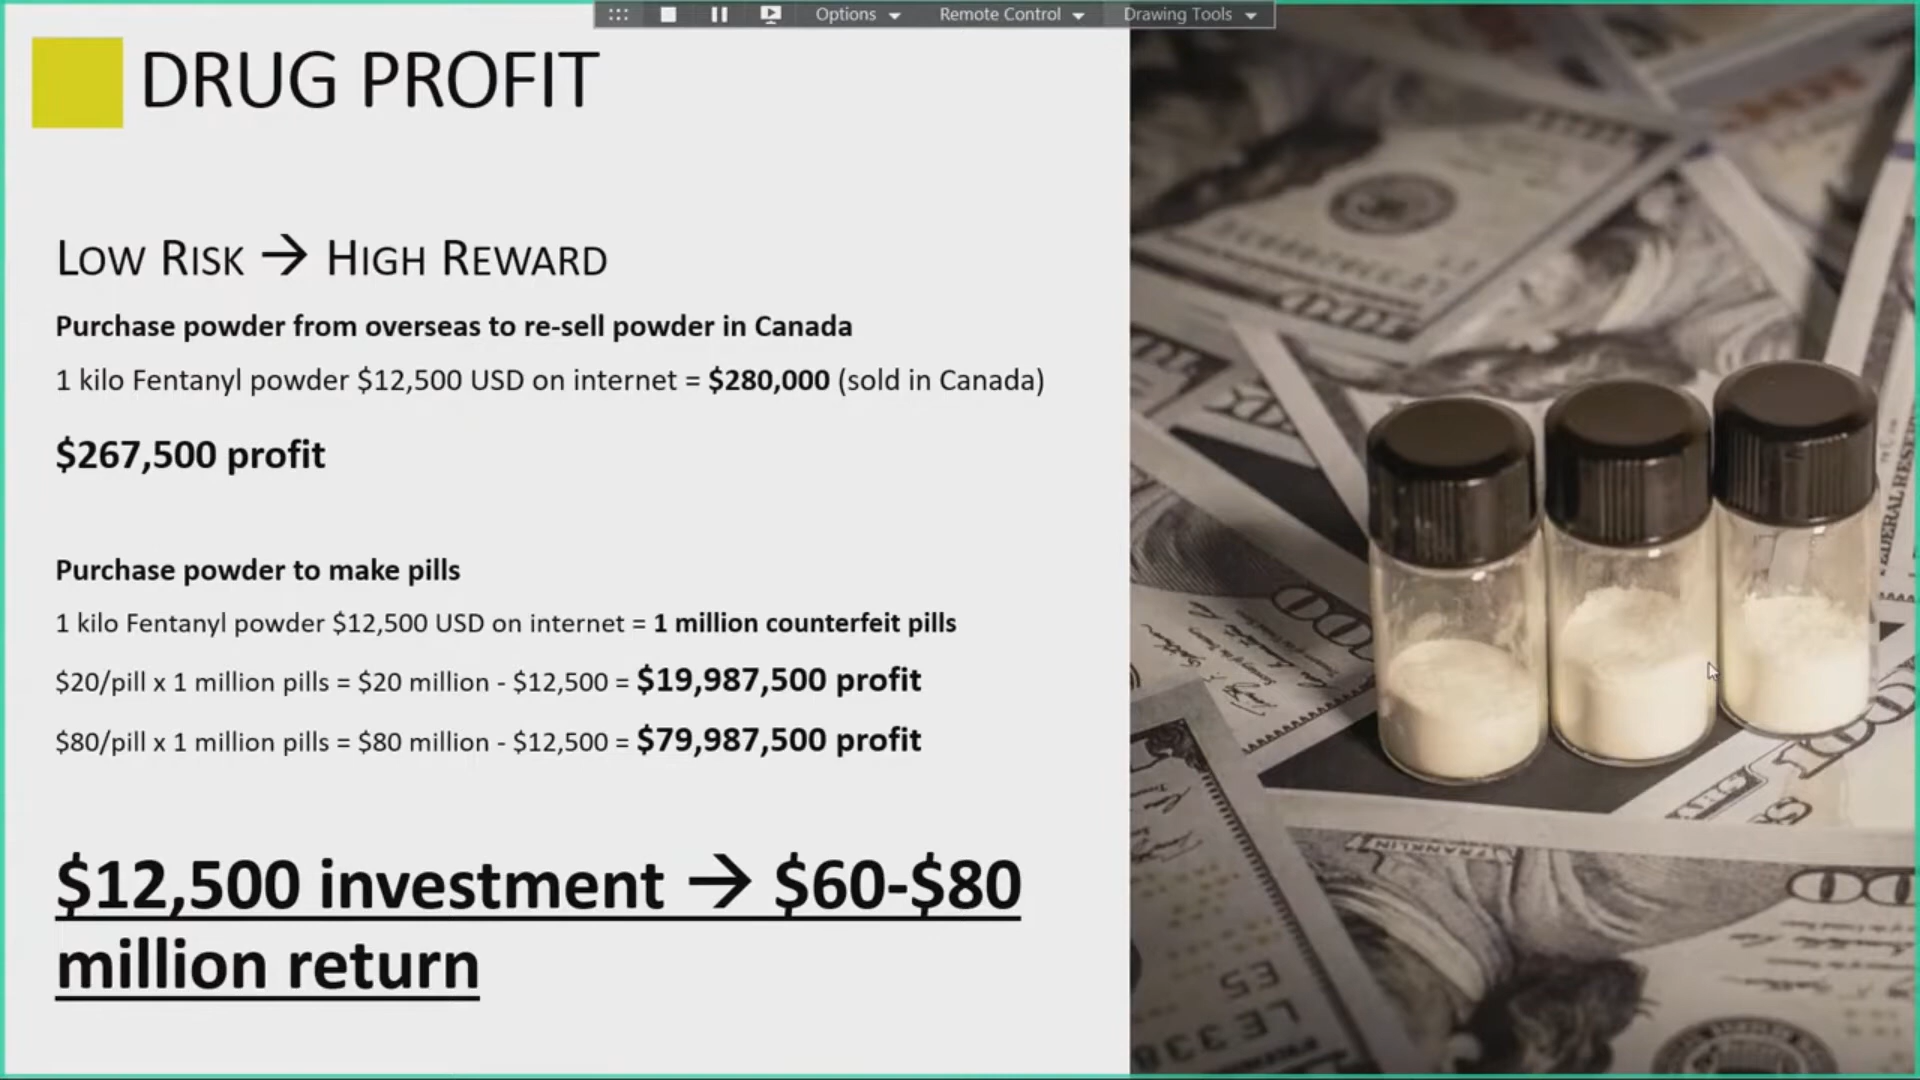 Options
Remote Control
Drawing Tools
DRUG PROFIT
LOW RISK → HIGH REWARD
Purchase powder from overseas to re-sell powder in Canada
1 kilo Fentanyl powder $12,500 USD on internet = $280,000 (sold in Canada)
$267,500 profit
Purchase powder to make pills
1 kilo Fentanyl powder $12,500 USD on internet = 1 million counterfeit pills
$20/pill x 1 million pills = $20 million - $12,500 = $19,987,500 profit
$80/pill x 1 million pills = $80 million - $12,500 = $79,987,500 profit
$12,500 investment → $60-$80
million return
FRANKLIN